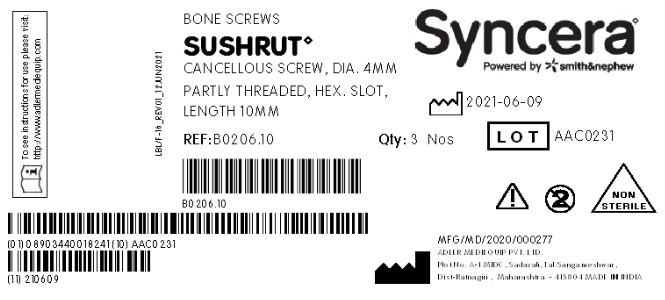 To see instructions for use please visit:
http://www.adlermediequip.com
LBL/F-16_REV01_12JUN2021
BONE SCREWS
SUSHRUT
CANCELLOUS SCREW, DIA. 4MM
PARTLY THREADED, HEX. SLOT,
LENGTH 10MM
REF:B0206.10
Qty: 3 Nos
B0206.10
Syncera
Powered by smith&nephew
2021-06-09
LOT AAC0231
2
NON
STERILE
(01)08903440018241(10) AAC0231
(11) 210609
MFG/MD/2020/000277
ADLER MEDIEQUIP PVT. LTD.
Plot No. A-1 MIDC, Sadavali, Tal-Sangameshwar,
Dist-Ratnagiri, Maharashtra - 415804 MADE IN INDIA